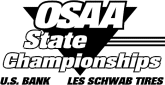 OSAA
State
Championships
U.S. BANK LES SCHWAB TIRES